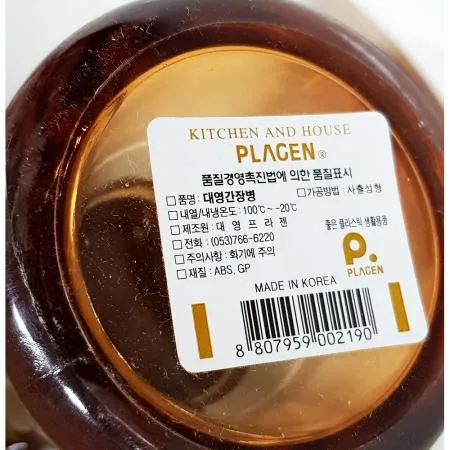 KITCHEN AND HOUSE
PLAGEN®
품질경영촉진법에 의한 품질표시
□품명 : 대영간장병 □가공방법 : 사출성형
□내열/내냉온도 : 100℃~ -20℃
□제조원 : 대 영 프 라 젠
□전화 : (053)766-6220
□주의사항 : 화기에 주의
□재질 : ABS, GP
좋은 플라스틱 생활용품
P.
PLAGEN
MADE IN KOREA
8 807959 002190